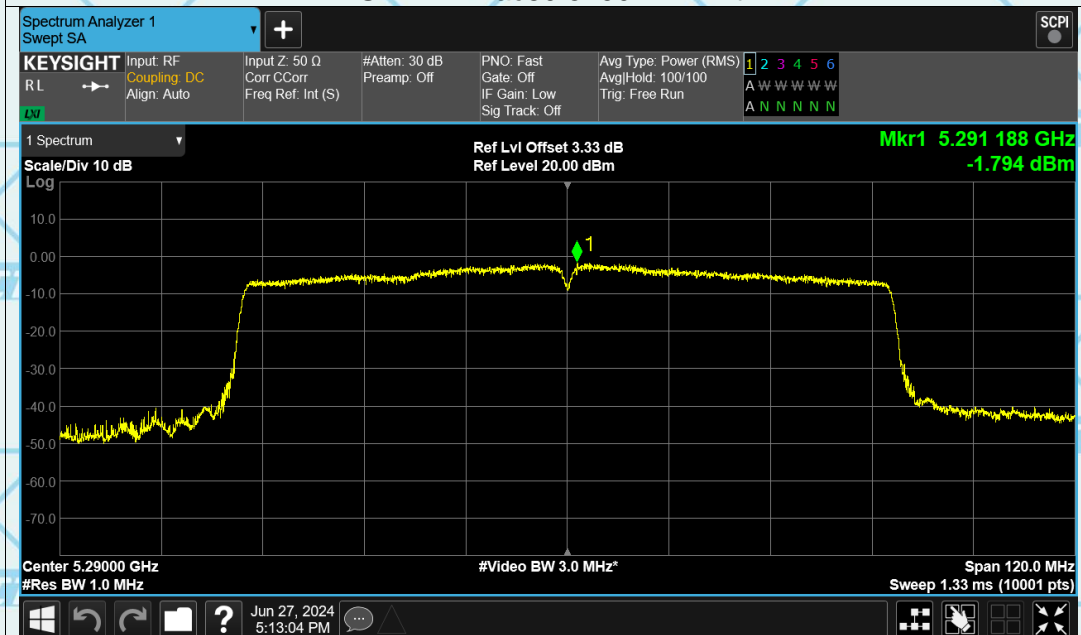 Spectrum Analyzer 1
Swept SA
+
SCPI
KEYSIGHT
RL
LXI
Input: RF
Coupling: DC
Align: Auto
Input Z: 50 Ω
Corr CCorr
Freq Ref: Int (S)
#Atten: 30 dB
Preamp: Off
PNO: Fast
Gate: Off
IF Gain: Low
Sig Track: Off
Avg Type: Power (RMS)
Avg|Hold: 100/100
Trig: Free Run
1 2 3 4 5 6
A W W W W W
A N N N N N
1 Spectrum
Scale/Div 10 dB
Log
Ref Lvl Offset 3.33 dB
Ref Level 20.00 dBm
Mkr1 5.291 188 GHz
-1.794 dBm
10.0
0.00
-10.0
-20.0
-30.0
-40.0
-50.0
-60.0
-70.0
1
Center 5.29000 GHz
#Res BW 1.0 MHz
#Video BW 3.0 MHz*
Span 120.0 MHz
Sweep 1.33 ms (10001 pts)
?
Jun 27, 2024
5:13:04 PM